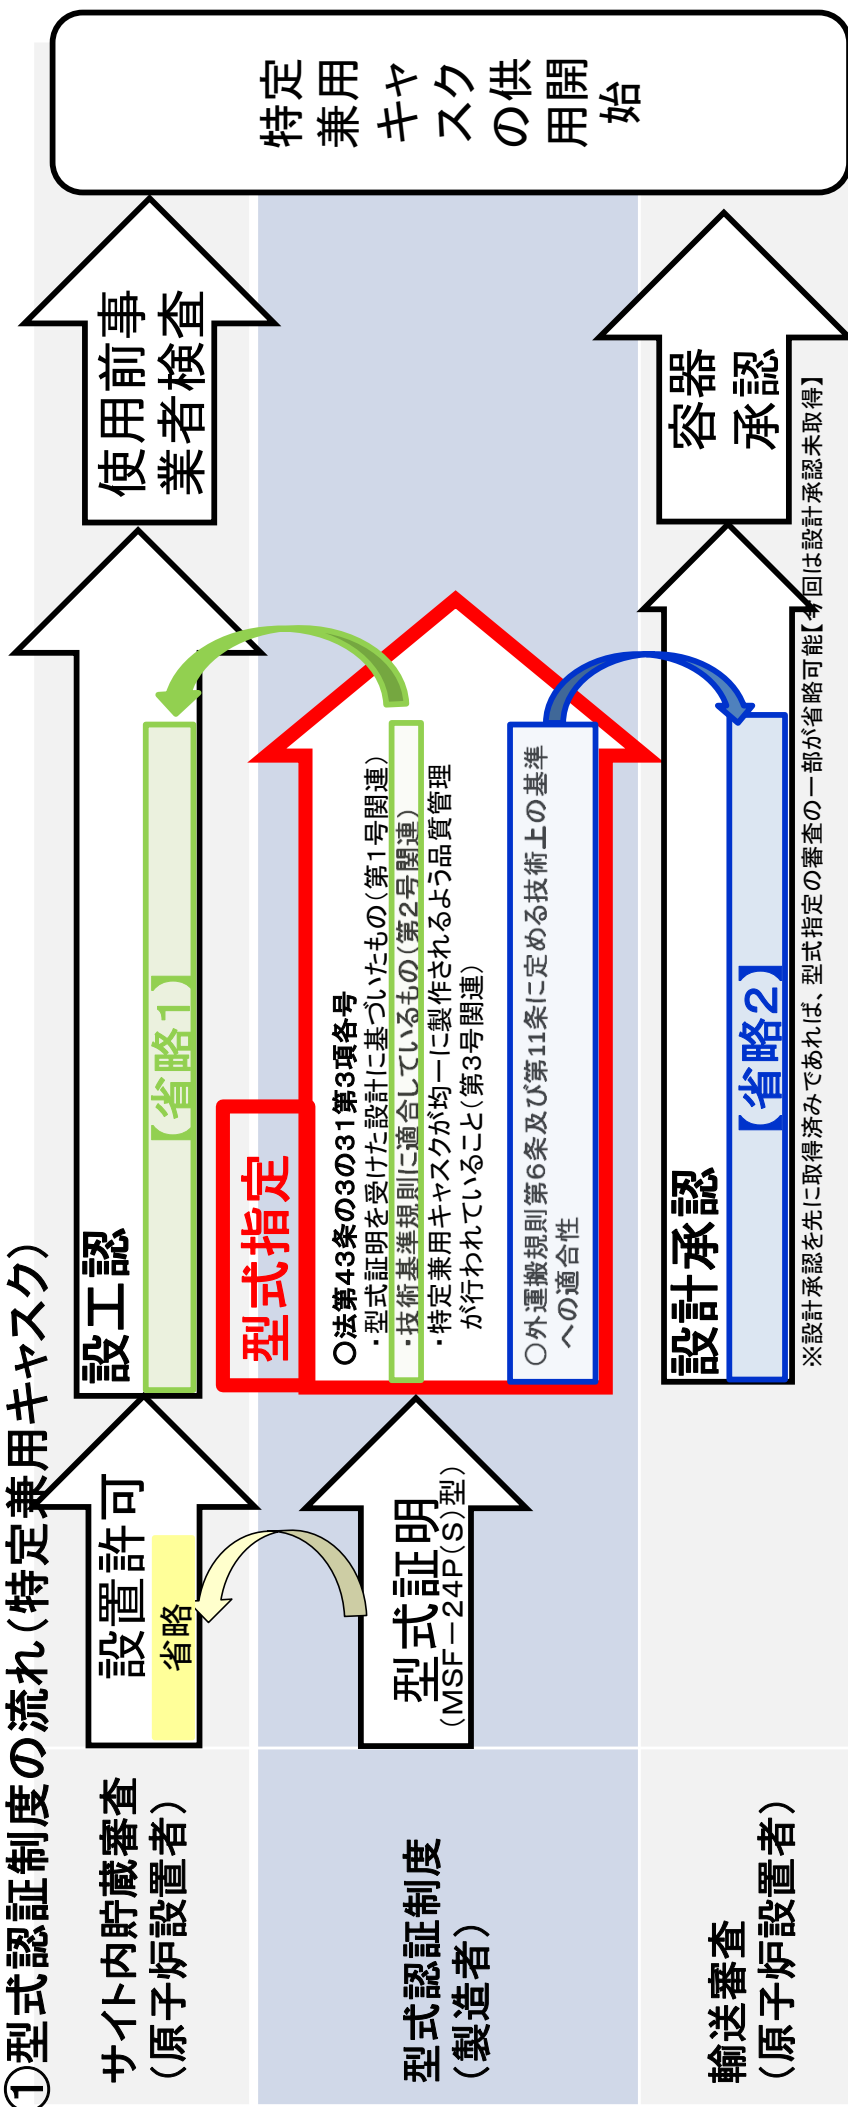 ①型式認証制度の流れ(特定兼用キャスク)
サイト内貯蔵審査
(原子炉設置者)
設置許可
省略
設工認
【省略1】
使用前事
業者検査
型式認証制度
(製造者)
型式証明
(MSF-24P(S)型)
型式指定
○法第43条の3の31第3項各号
・型式証明を受けた設計に基づいたもの(第1号関連)
・技術基準規則に適合しているもの(第2号関連)
・特定兼用キャスクが均一に製作されるよう品質管理
が行われていること(第3号関連)
○外運搬規則第6条及び第11条に定める技術上の基準
への適合性
輸送審査
(原子炉設置者)
設計承認
【省略2】
容器
承認
※設計承認を先に取得済みであれば、型式指定の審査の一部が省略可能【今回は設計承認未取得】
特定
兼用
キャ
スク
の供
用開
始